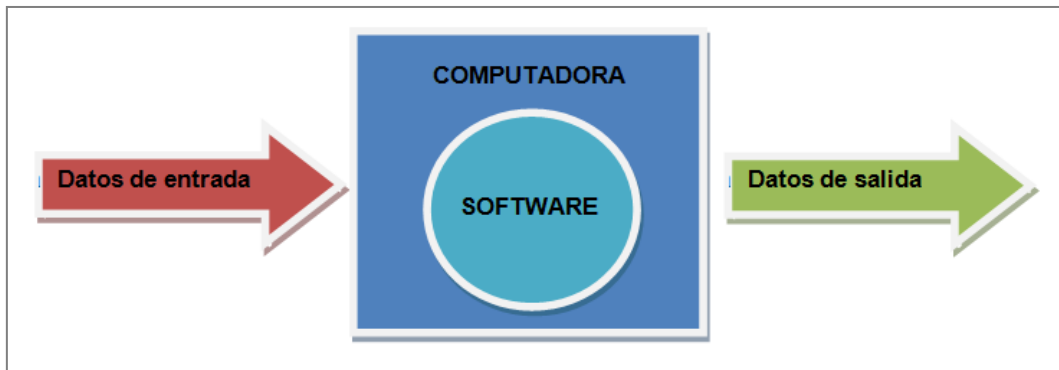 COMPUTADORA
Datos de entrada
SOFTWARE
Datos de salida